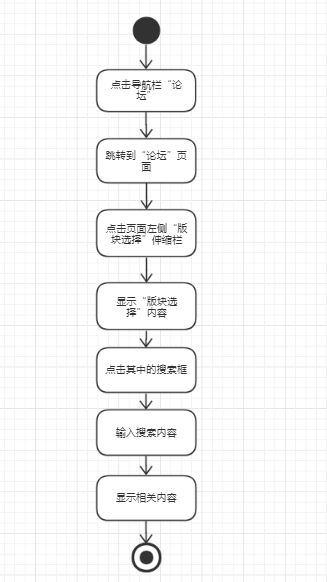 点击导航栏“论
坛”
跳转到“论坛”页
面
点击页面左侧“版
块选择”伸缩栏
显示“版块选
择”内容
点击其中的搜索框
输入搜索内容
显示相关内容